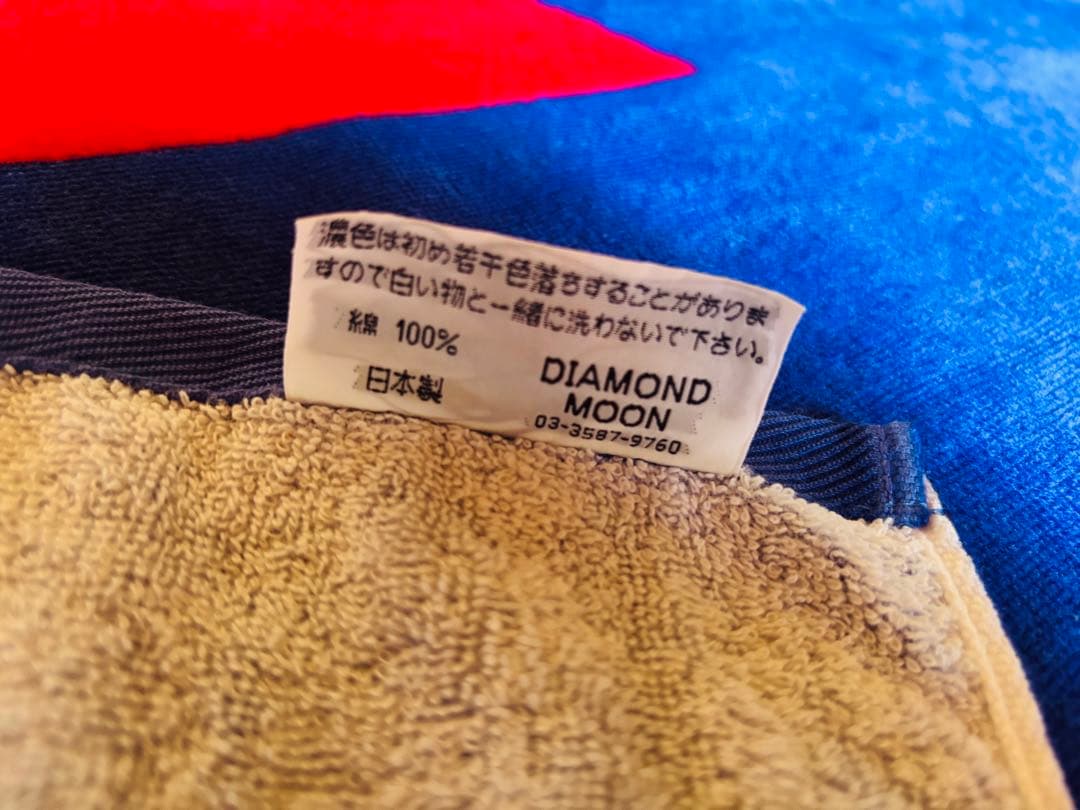 濃色は初め若干色落ちすることがありま
すので白い物と一緒に洗わないで下さい。
綿 100%
日本製
DIAMOND
MOON
03-3587-9760